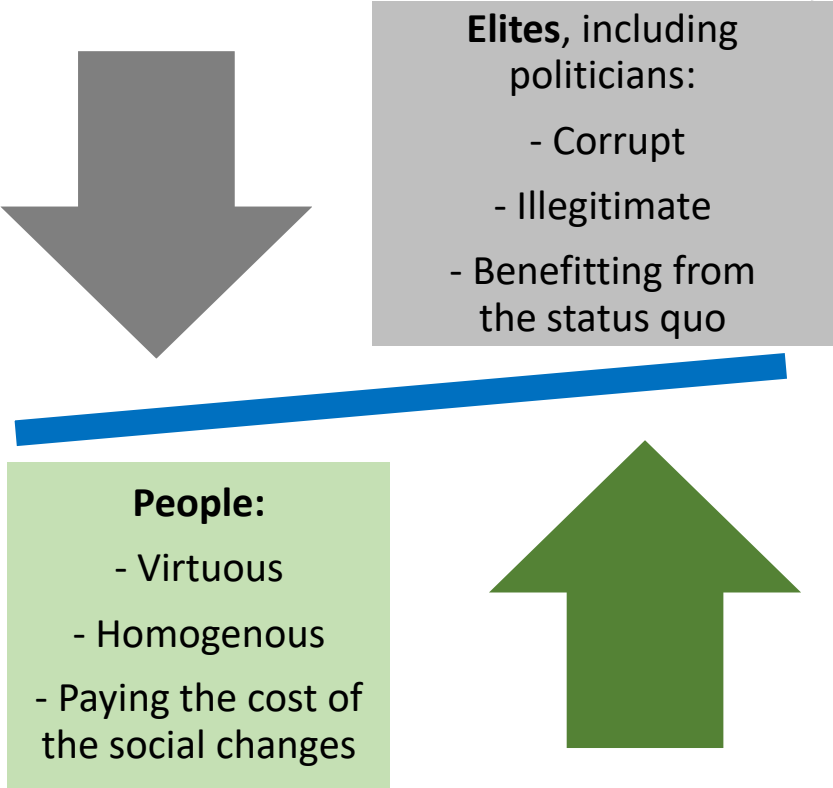 Elites, including
politicians:
- Corrupt
- Illegitimate
- Benefitting from
the status quo
People:
- Virtuous
- Homogenous
- Paying the cost of
the social changes